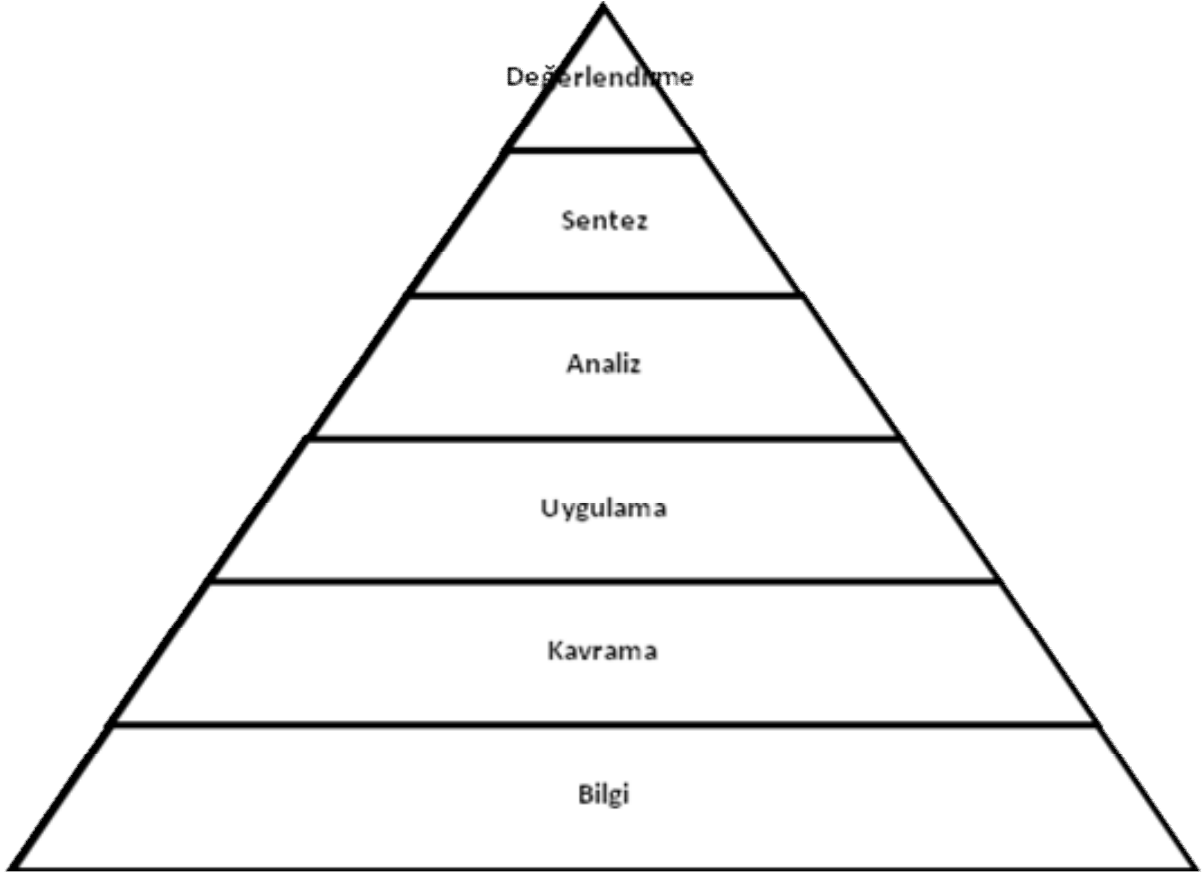 Değerlendirme
Sentez
Analiz
Uygulama
Kavrama
Bilgi